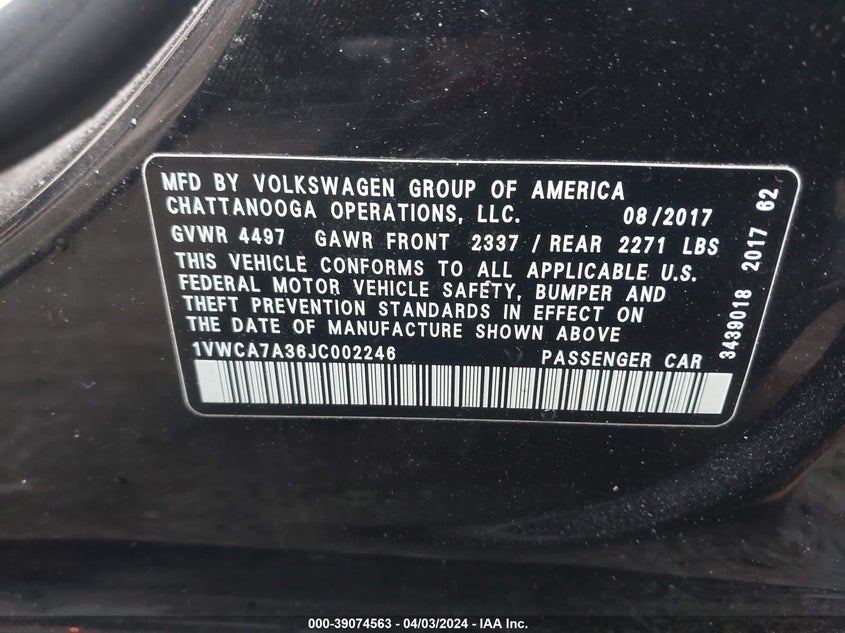 MFD BY VOLKSWAGEN GROUP OF AMERICA
CHATTANOOGA OPERATIONS, LLC. 08/2017
GVWR 4497 GAWR FRONT 2337 / REAR 2271 LBS
THIS VEHICLE CONFORMS TO ALL APPLICABLE U.S.
FEDERAL MOTOR VEHICLE SAFETY, BUMPER AND
THEFT PREVENTION STANDARDS IN EFFECT ON
THE DATE OF MANUFACTURE SHOWN ABOVE
1VWCA7A36JC002246 PASSENGER CAR
3439018 2017 62
000-39074563 - 04/03/2024 - IAA Inc.